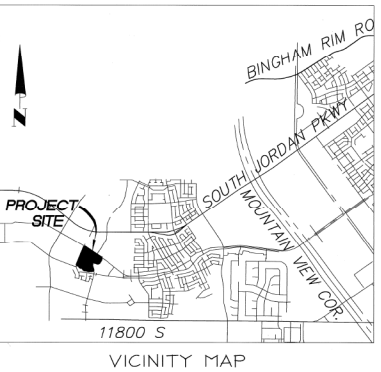 BINGHAM RIM RO
N
SOUTH JORDAN PKWY
PROJECT
SITE
MOUNTAIN VIEW COR.
11800 S
VICINITY MAP